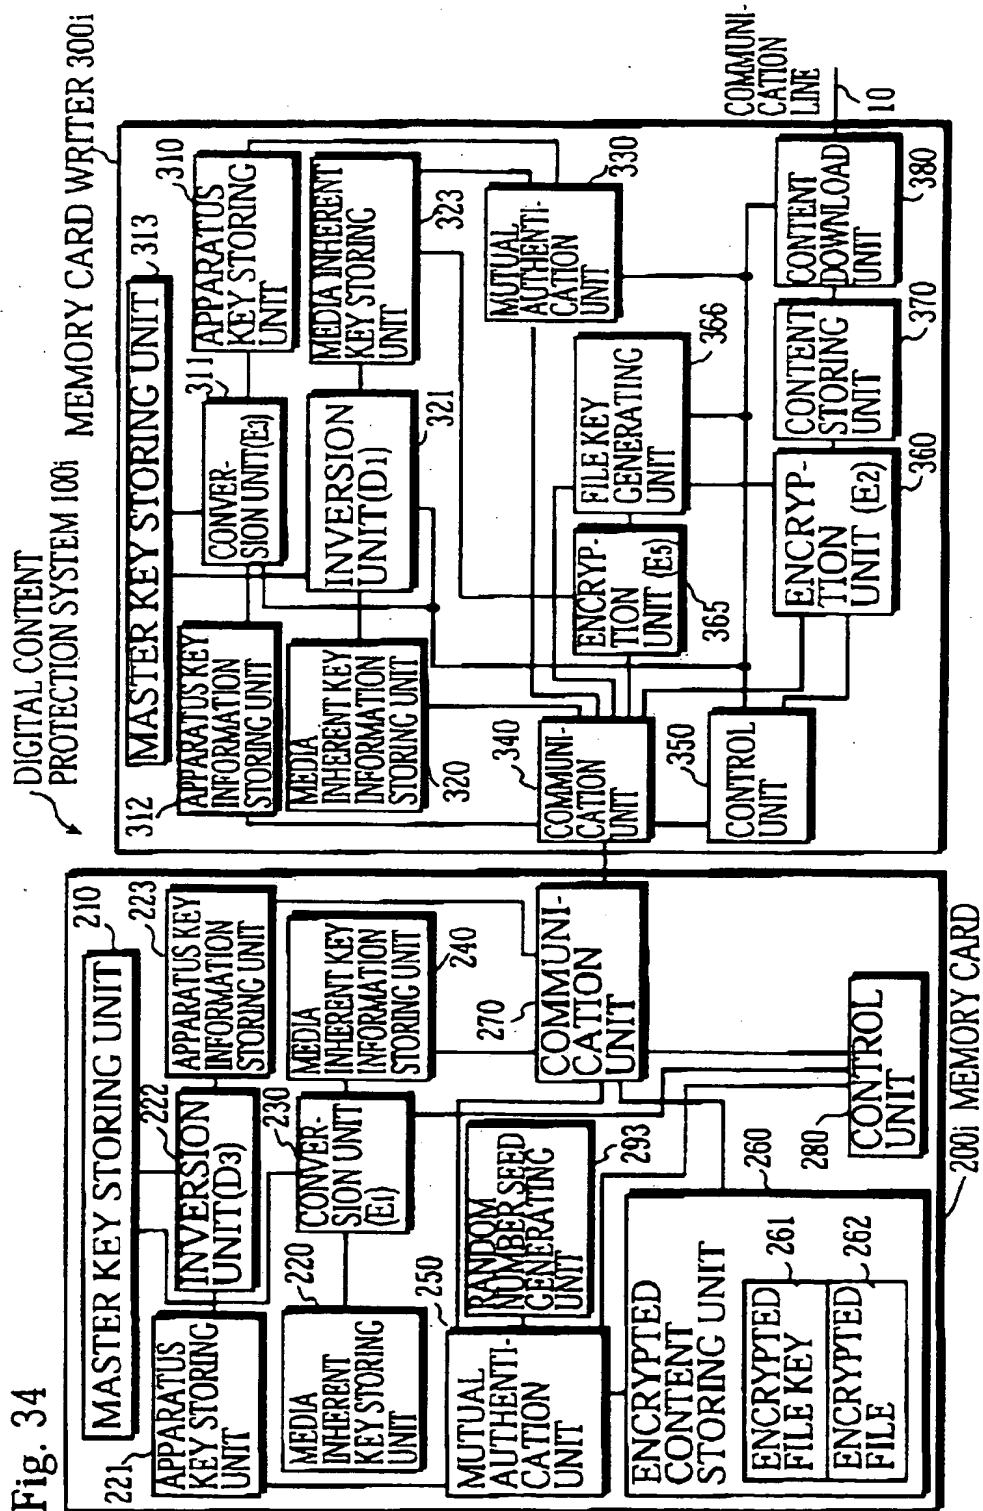 Fig. 34
DIGITAL CONTENT
PROTECTION SYSTEM 100i
MEMORY CARD WRITER 300i
MASTER KEY STORING UNIT
210
221
APPARATUS
KEY STORING
UNIT
222
INVERSION
UNIT(D3)
223
APPARATUS KEY
INFORMATION
STORING UNIT
220
MEDIA
INHERENT
KEY STORING
UNIT
230
CONVER-
SION UNIT
(E1)
MEDIA
INHERENT KEY
INFORMATION
STORING UNIT
240
250
MUTUAL
AUTHENTI-
CATION
UNIT
RANDOM
NUMBER SEED
GENERATING
UNIT
293
270
COMMUNI-
CATION
UNIT
260
ENCRYPTED
CONTENT
STORING UNIT
261
ENCRYPTED
FILE KEY
262
ENCRYPTED
FILE
280
CONTROL
UNIT
200i MEMORY CARD
MASTER KEY STORING UNIT
313
312
APPARATUS KEY
INFORMATION
STORING UNIT
311
CONVER-
SION UNIT(E3)
310
APPARATUS
KEY STORING
UNIT
MEDIA
INHERENT KEY
INFORMATION
STORING UNIT
320
INVERSION
UNIT(D1)
321
MEDIA INHERENT
KEY STORING
UNIT
323
340
COMMUNI-
CATION
UNIT
MUTUAL
AUTHENTI-
CATION
UNIT
330
ENCRYP-
TION
UNIT (E5)
365
FILE KEY
GENERATING
UNIT
366
350
CONTROL
UNIT
ENCRYP-
TION
UNIT (E2)
360
CONTENT
STORING
UNIT
370
CONTENT
DOWNLOAD
UNIT
380
COMMUNI-
CATION
LINE
10